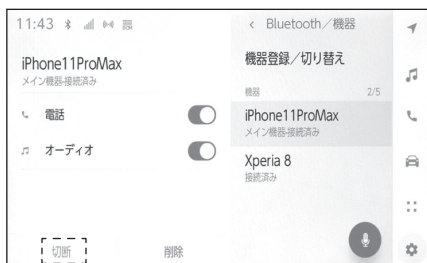 11:43
iPhone11ProMax
メイン機器-接続済み
電話
オーディオ
切断
削除
< Bluetooth／機器
機器登録／切り替え
機器 2/5
iPhone11ProMax
メイン機器-接続済み
Xperia 8
接続済み